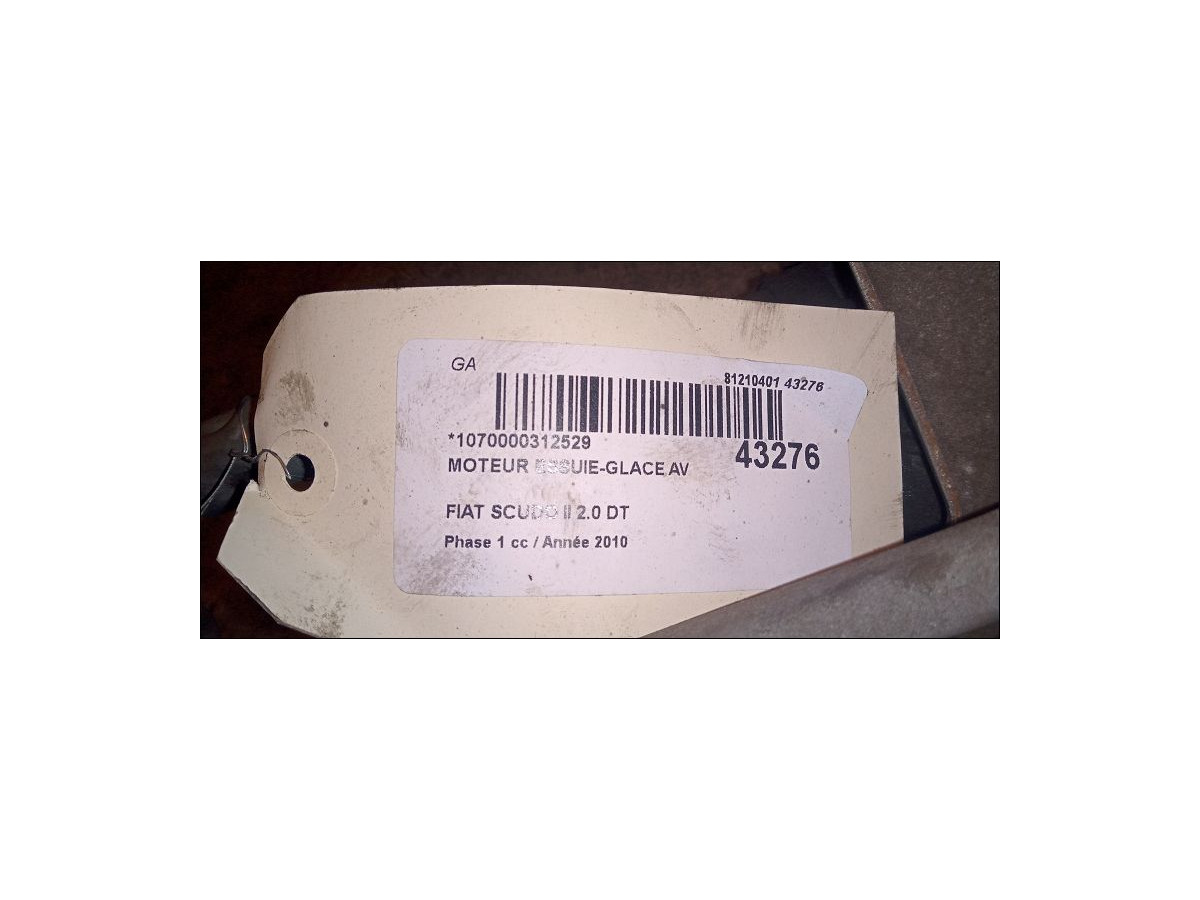 GA
81210401 43276
*1070000312529
43276
MOTEUR ESSUIE-GLACE AV
FIAT SCUDO II 2.0 DT
Phase 1 cc / Année 2010